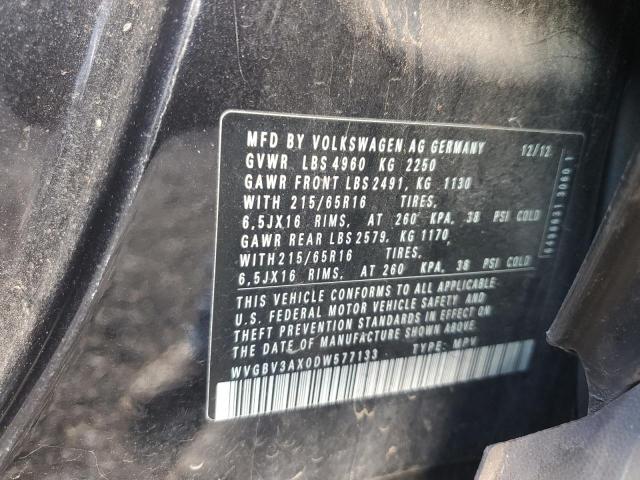 MFD BY VOLKSWAGEN AG GERMANY 12/12
GVWR LBS 4960 KG 2250
GAWR FRONT LBS 2491, KG 1130
WITH 215/65R16 TIRES,
6,5JX16 RIMS, AT 260 KPA, 38 PSI COLD
GAWR REAR LBS 2579, KG 1170,
WITH 215/65R16 TIRES,
6,5JX16 RIMS, AT 260 KPA, 38 PSI COLD
THIS VEHICLE CONFORMS TO ALL APPLICABLE
U.S. FEDERAL MOTOR VEHICLE SAFETY AND
THEFT PREVENTION STANDARDS IN EFFECT ON
THE DATE OF MANUFACTURE SHOWN ABOVE.
WVGBV3AX0DW577133 TYPE: MPV